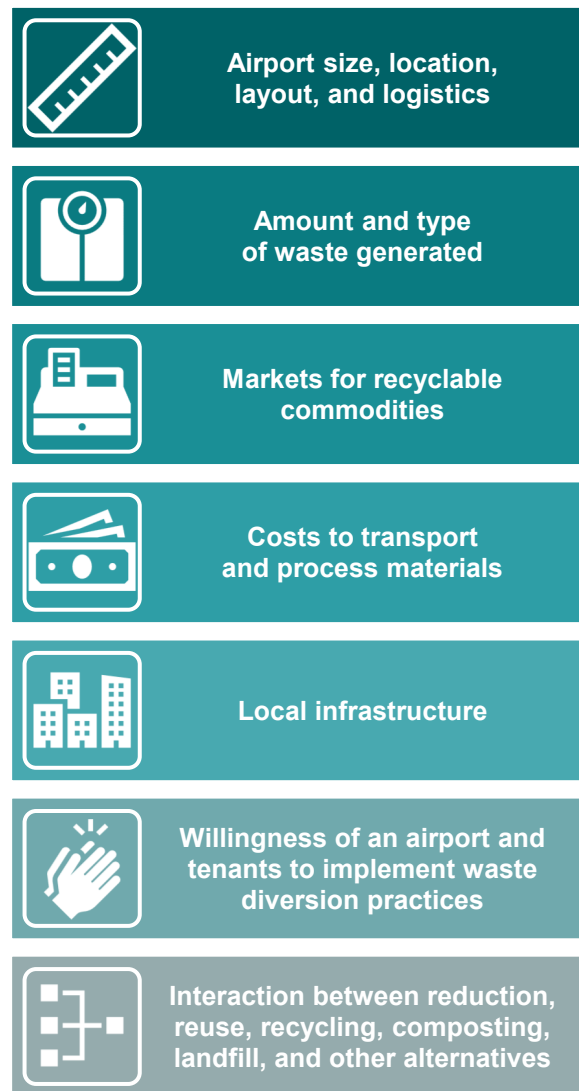 Airport size, location,
layout, and logistics
Amount and type
of waste generated
Markets for recyclable
commodities
Costs to transport
and process materials
Local infrastructure
Willingness of an airport and
tenants to implement waste
diversion practices
Interaction between reduction,
reuse, recycling, composting,
landfill, and other alternatives